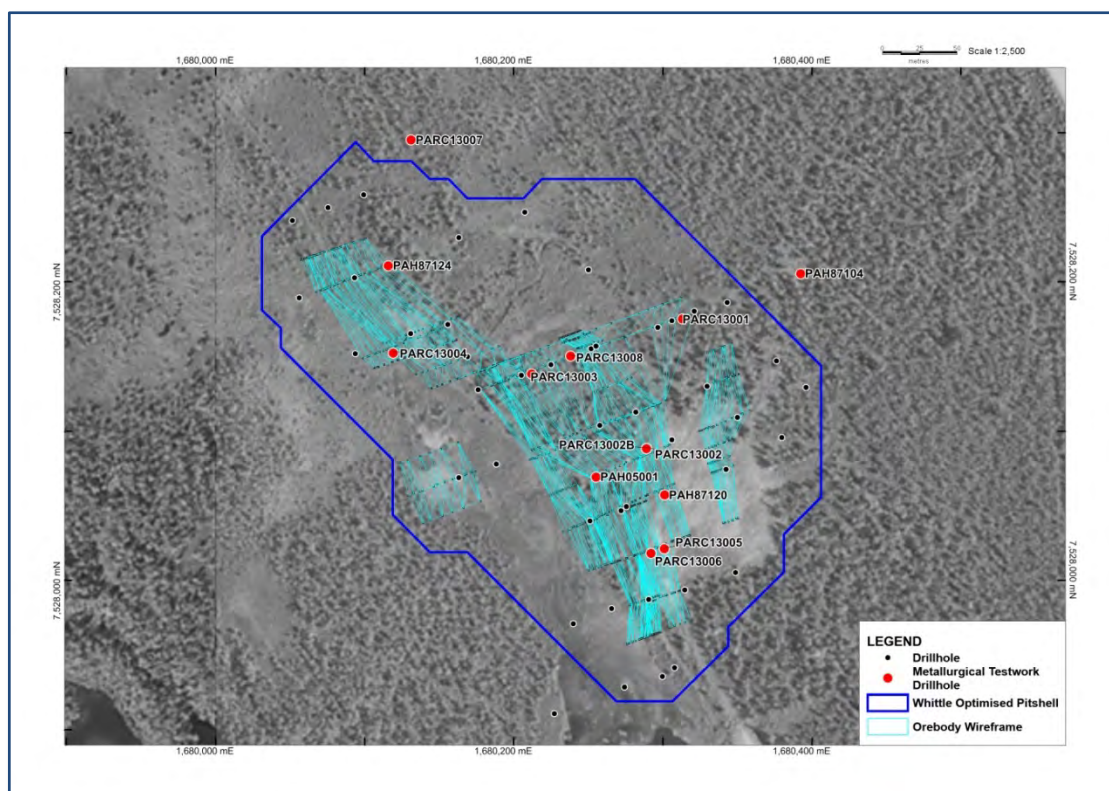 0 25 50 Scale 1:2,500
metres
1,680,000 mE 1,680,200 mE 1,680,400 mE
PARC13007
PAH87124
PAH87104
7,528,200 mN
7,528,200 mN
PARC13001
PARC13004
PARC13008
PARC13003
PARC13002B
PARC13002
PAH05001
PAH87120
PARC13005
PARC13006
7,528,000 mN
7,528,000 mN
LEGEND
Drillhole
Metallurgical Testwork
Drillhole
Whittle Optimised Pitshell
Orebody Wireframe
1,680,000 mE 1,680,200 mE 1,680,400 mE